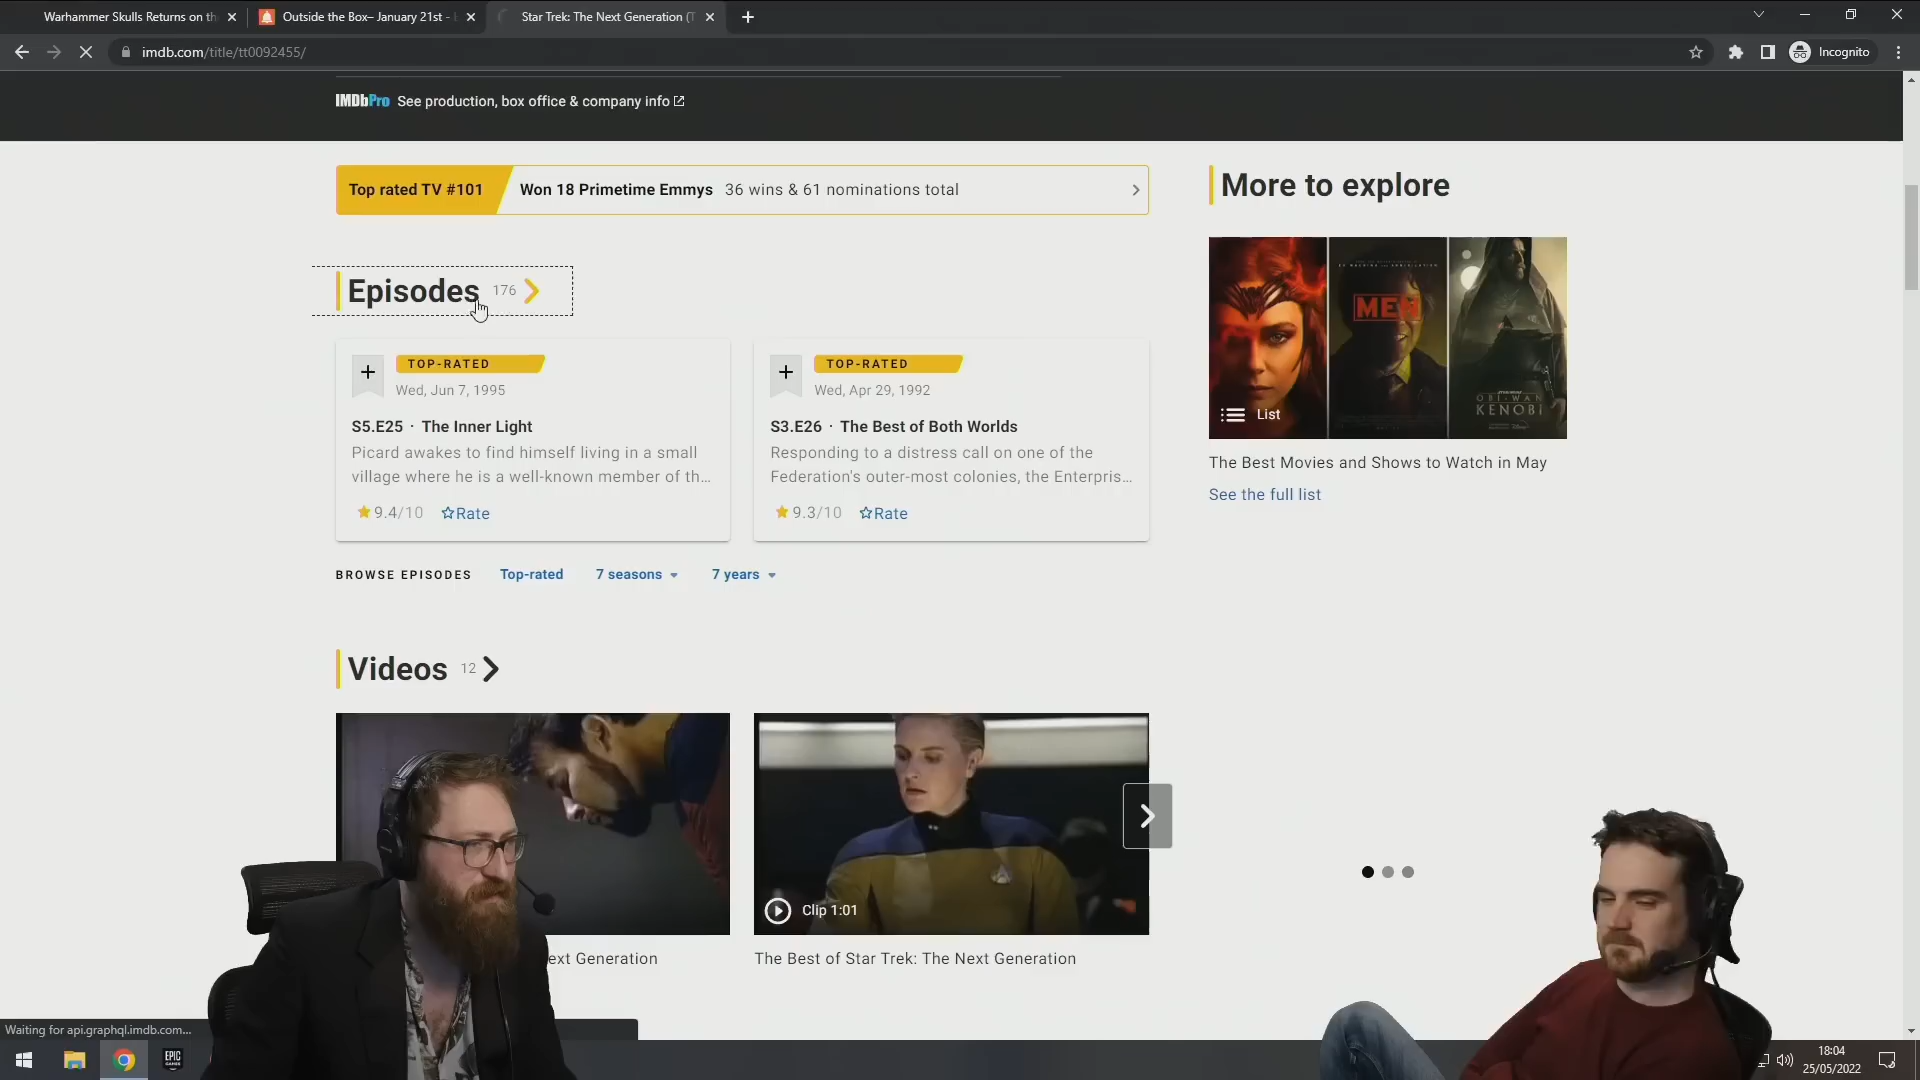 Warhammer Skulls Returns on th
Outside the Box– January 21st -
Star Trek: The Next Generation (T
imdb.com/title/tt0092455/
Incognito
IMDbPro See production, box office & company info
Top rated TV #101
Won 18 Primetime Emmys 36 wins & 61 nominations total
More to explore
Episodes 176
TOP-RATED
Wed, Jun 7, 1995
S5.E25 · The Inner Light
Picard awakes to find himself living in a small
village where he is a well-known member of th...
9.4/10 Rate
TOP-RATED
Wed, Apr 29, 1992
S3.E26 · The Best of Both Worlds
Responding to a distress call on one of the
Federation's outer-most colonies, the Enterpris...
9.3/10 Rate
MEN
OBI-WAN
KENOBI
List
The Best Movies and Shows to Watch in May
See the full list
BROWSE EPISODES Top-rated 7 seasons 7 years
Videos 12
Clip 1:01
ext Generation
The Best of Star Trek: The Next Generation
Waiting for api.graphql.imdb.com...
EPIC
GAMES
18:04
25/05/2022